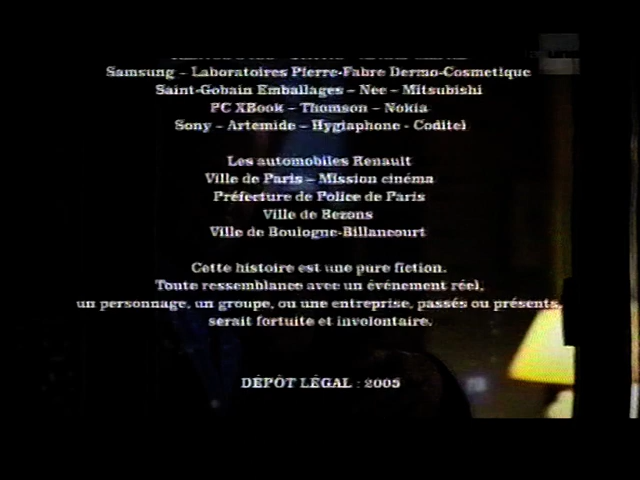 Samsung – Laboratoires Pierre-Fabre Dermo-Cosmetique
Saint-Gobain Emballages – Nec – Mitsubishi
PC XBook – Thomson – Nokia
Sony – Artemide – Hygiaphone - Coditel
Les automobiles Renault
Ville de Paris – Mission cinéma
Préfecture de Police de Paris
Ville de Bezons
Ville de Boulogne-Billancourt
Cette histoire est une pure fiction.
Toute ressemblance avec un événement réel,
un personnage, un groupe, ou une entreprise, passés ou présents,
serait fortuite et involontaire.
DÉPÔT LÉGAL : 2005